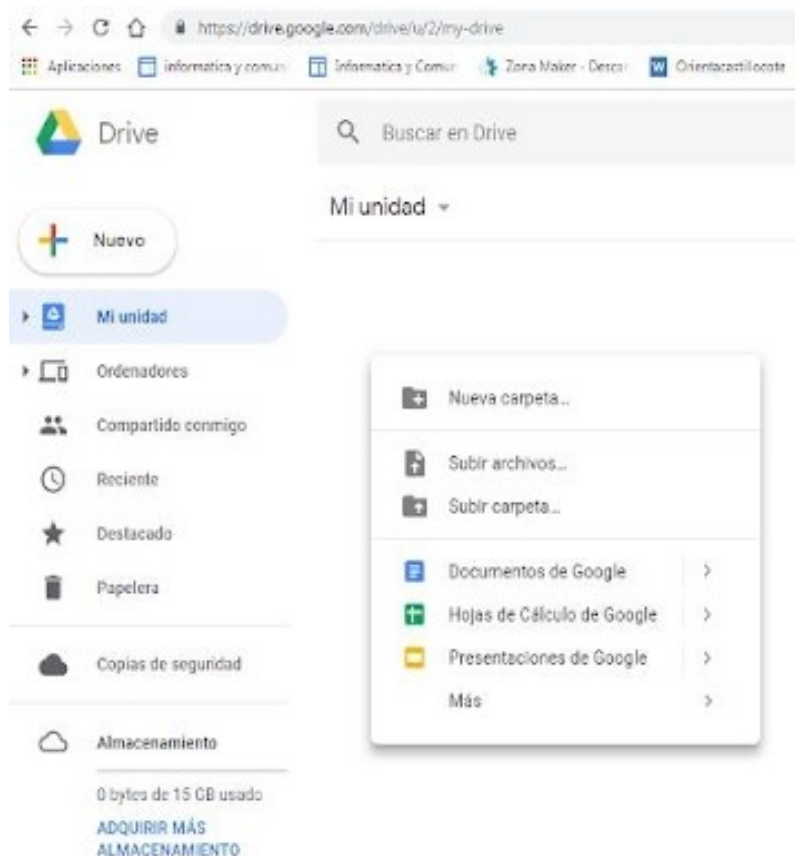 https://drive.google.com/drive/u/2/my-drive
Aplicaciones informatica y comun Informatica y Comun Zona Maker - Descar Orientacastillocote
Drive
Buscar en Drive
Mi unidad
Nuevo
Mi unidad
Ordenadores
Compartido conmigo
Reciente
Destacado
Papelera
Copias de seguridad
Almacenamiento
0 bytes de 15 GB usado
ADQUIRIR MÁS
ALMACENAMIENTO
Nueva carpeta...
Subir archivos...
Subir carpeta...
Documentos de Google
Hojas de Cálculo de Google
Presentaciones de Google
Más